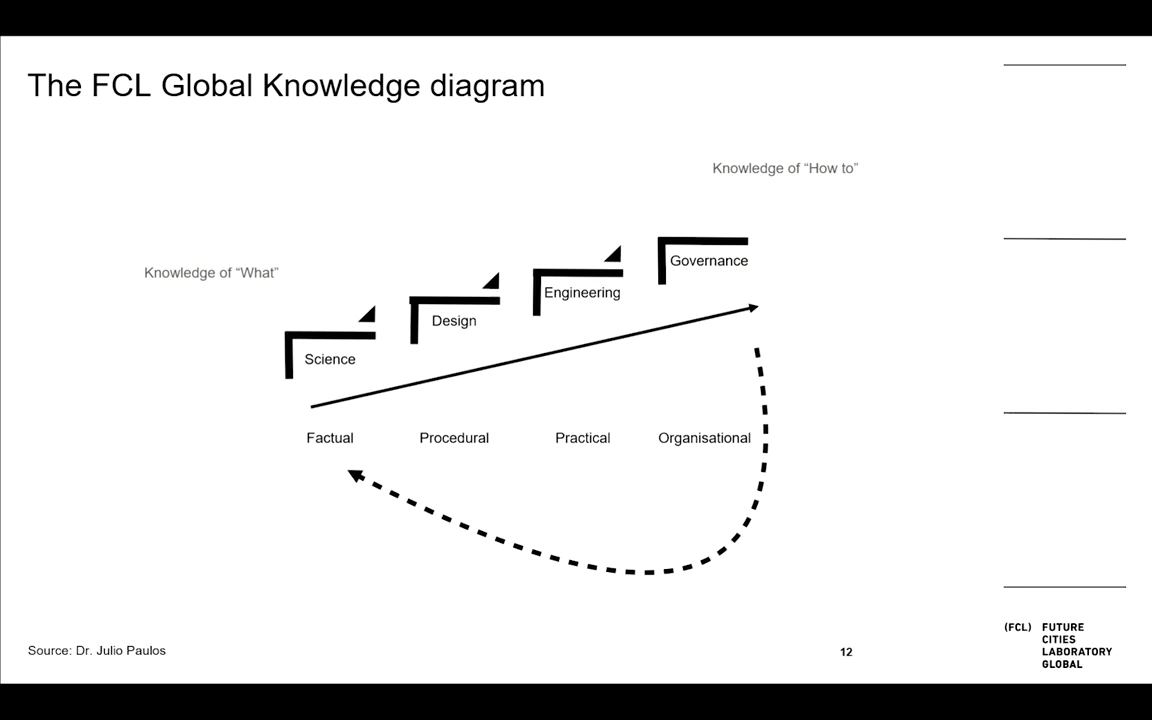 The FCL Global Knowledge diagram
Knowledge of “How to”
Knowledge of “What”
Governance
Engineering
Design
Science
Factual
Procedural
Practical
Organisational
Source: Dr. Julio Paulos
12
(FCL) FUTURE
CITIES
LABORATORY
GLOBAL